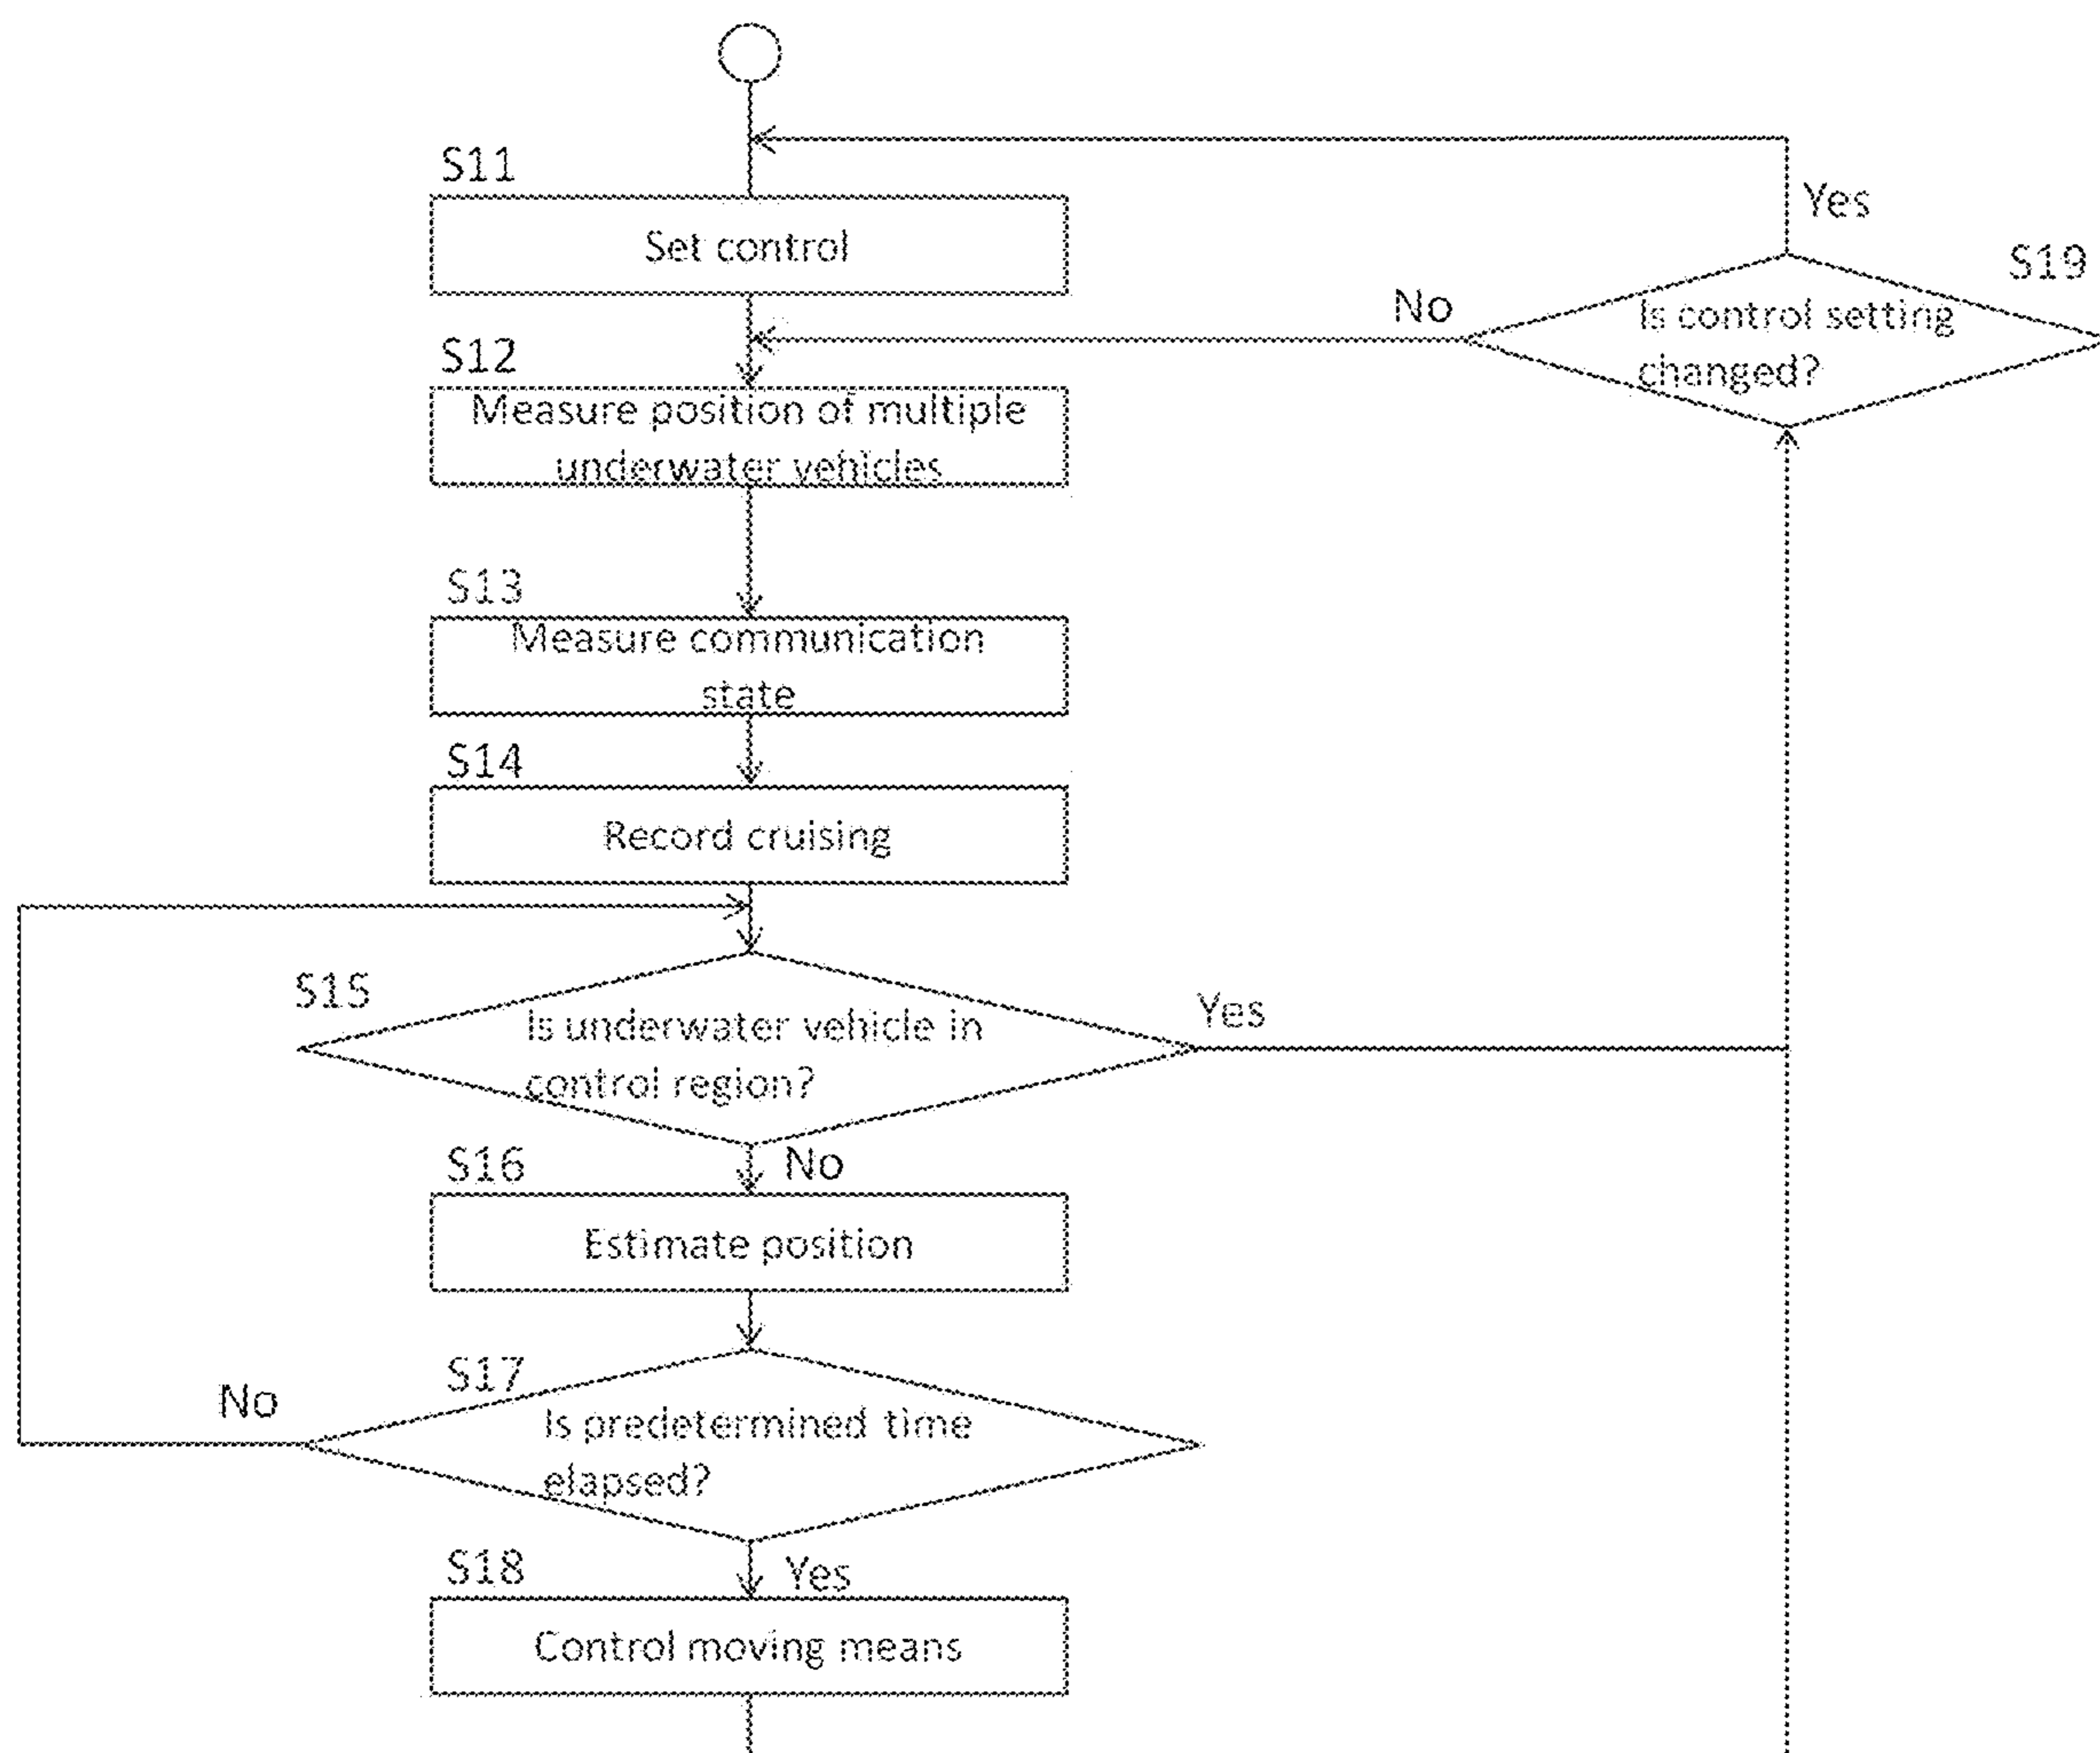 S11
Set control
Yes
S19
Is control setting
changed?
No
S12
Measure position of multiple
underwater vehicles
S13
Measure communication
state
S14
Record cruising
S15
Is underwater vehicle in
control region?
Yes
No
S16
Estimate position
S17
Is predetermined time
elapsed?
No
Yes
S18
Control moving means